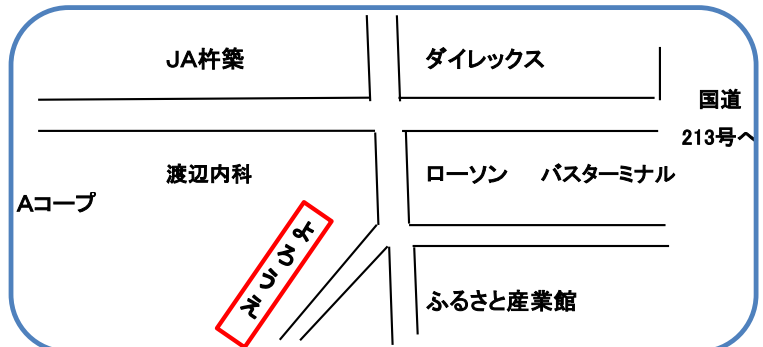 JA杵築
ダイレックス
国道
213号へ
渡辺内科
ローソン
バスターミナル
Aコープ
よろうえ
ふるさと産業館